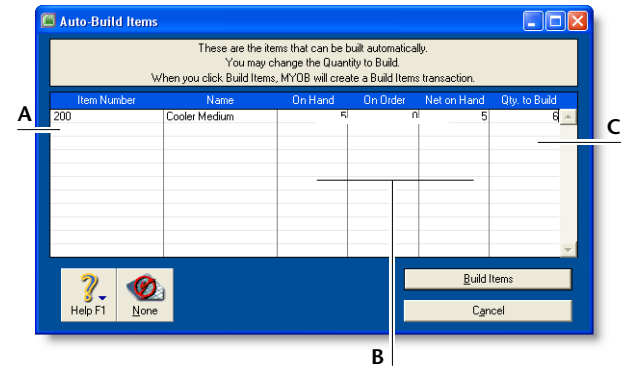 Auto-Build Items
These are the items that can be built automatically.
You may change the Quantity to Build.
When you click Build Items, MYOB will create a Build Items transaction.
Item Number Name On Hand On Order Net on Hand Qty. to Build
A
200 Cooler Medium 5 0 5 6
C
Build Items
Help F1 None
Cancel
B